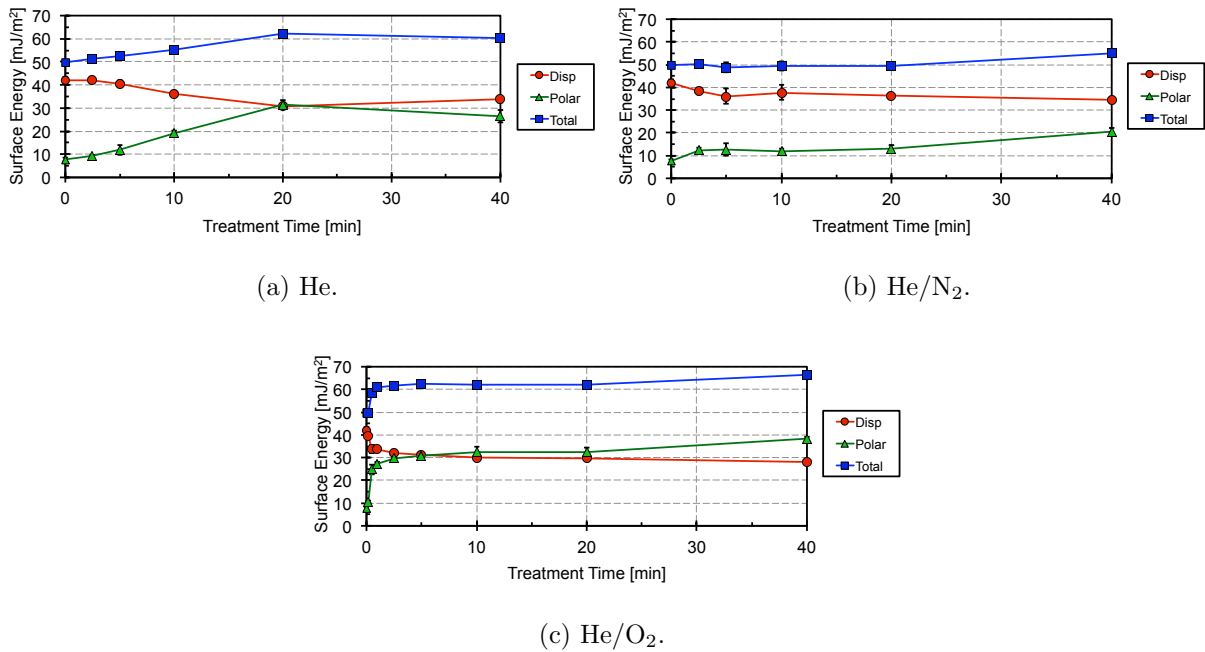 Surface Energy [mJ/m²]
70
60
50
40
30
20
10
0
0 10 20 30 40
Treatment Time [min]
Disp
Polar
Total
(a) He.
Surface Energy [mJ/m²]
70
60
50
40
30
20
10
0
0 10 20 30 40
Treatment Time [min]
Disp
Polar
Total
(b) He/N₂.
Surface Energy [mJ/m²]
70
60
50
40
30
20
10
0
0 10 20 30 40
Treatment Time [min]
Disp
Polar
Total
(c) He/O₂.